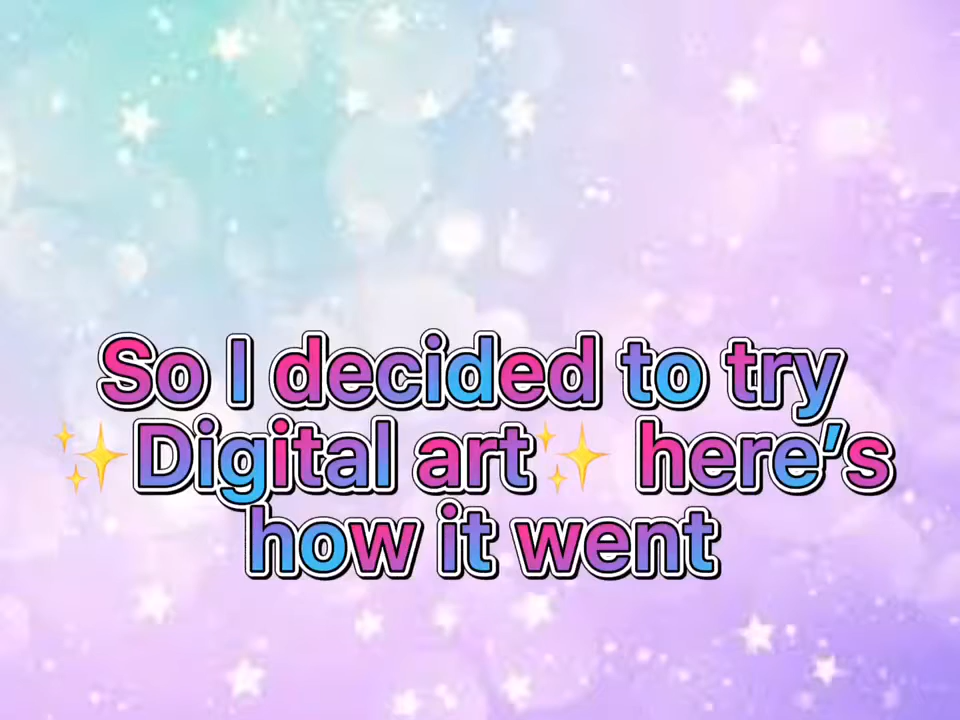 So I decided to try
✨Digital art✨ here’s
how it went